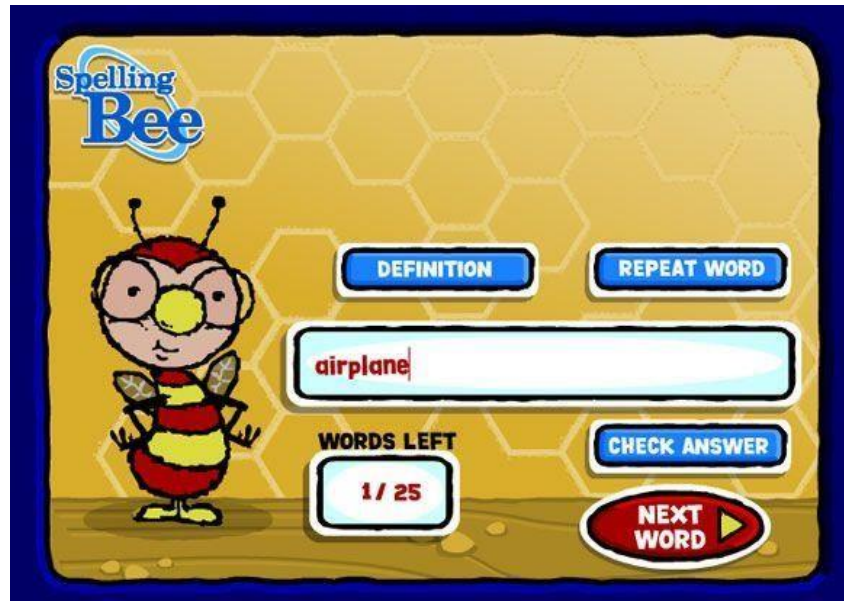 Spelling
Bee
DEFINITION
REPEAT WORD
airplane
WORDS LEFT
1/ 25
CHECK ANSWER
NEXT
WORD